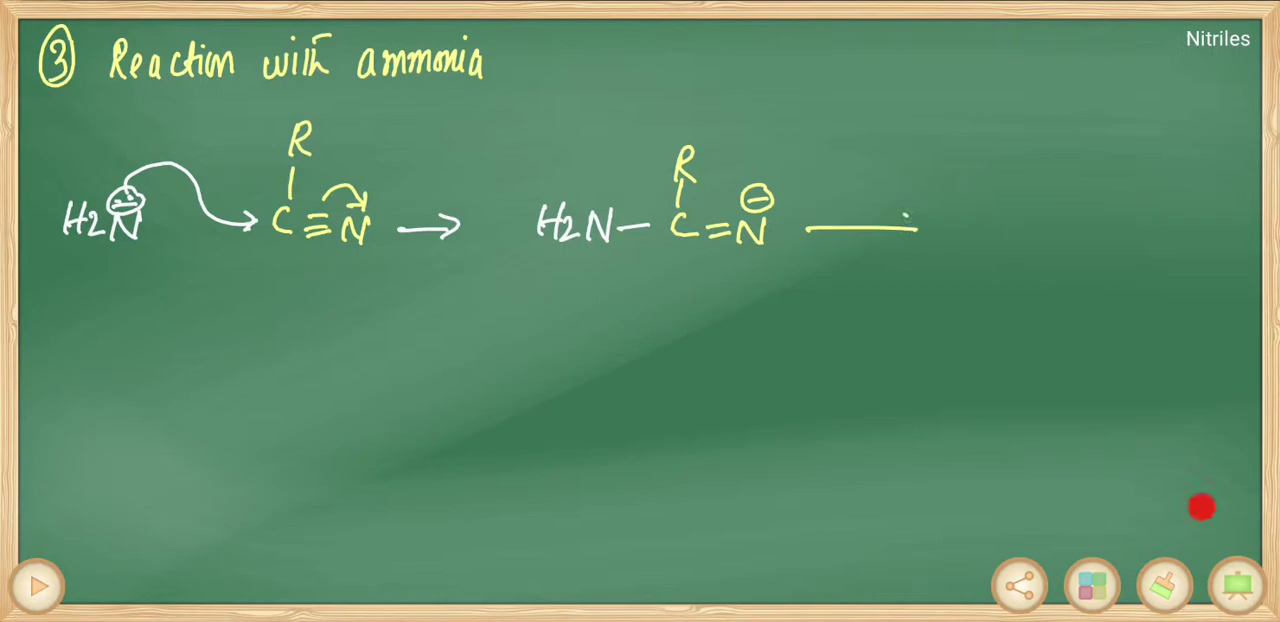 Nitriles
③ Reaction with ammonia
R R
H2N⊖ C≡N → H2N-C=N⊖